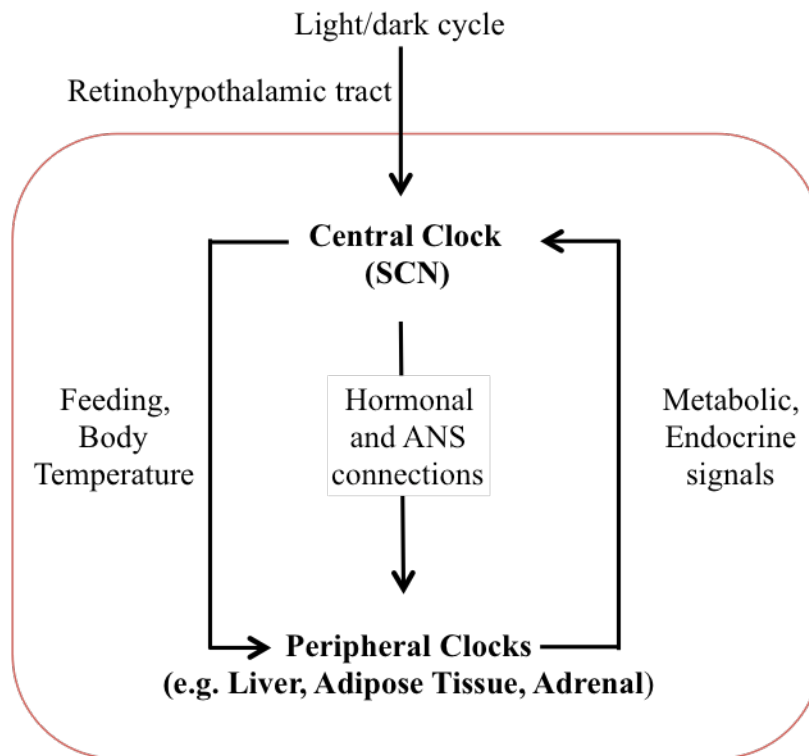 Light/dark cycle
Retinohypothalamic tract
Central Clock
(SCN)
Feeding,
Body
Temperature
Hormonal
and ANS
connections
Metabolic,
Endocrine
signals
Peripheral Clocks
(e.g. Liver, Adipose Tissue, Adrenal)